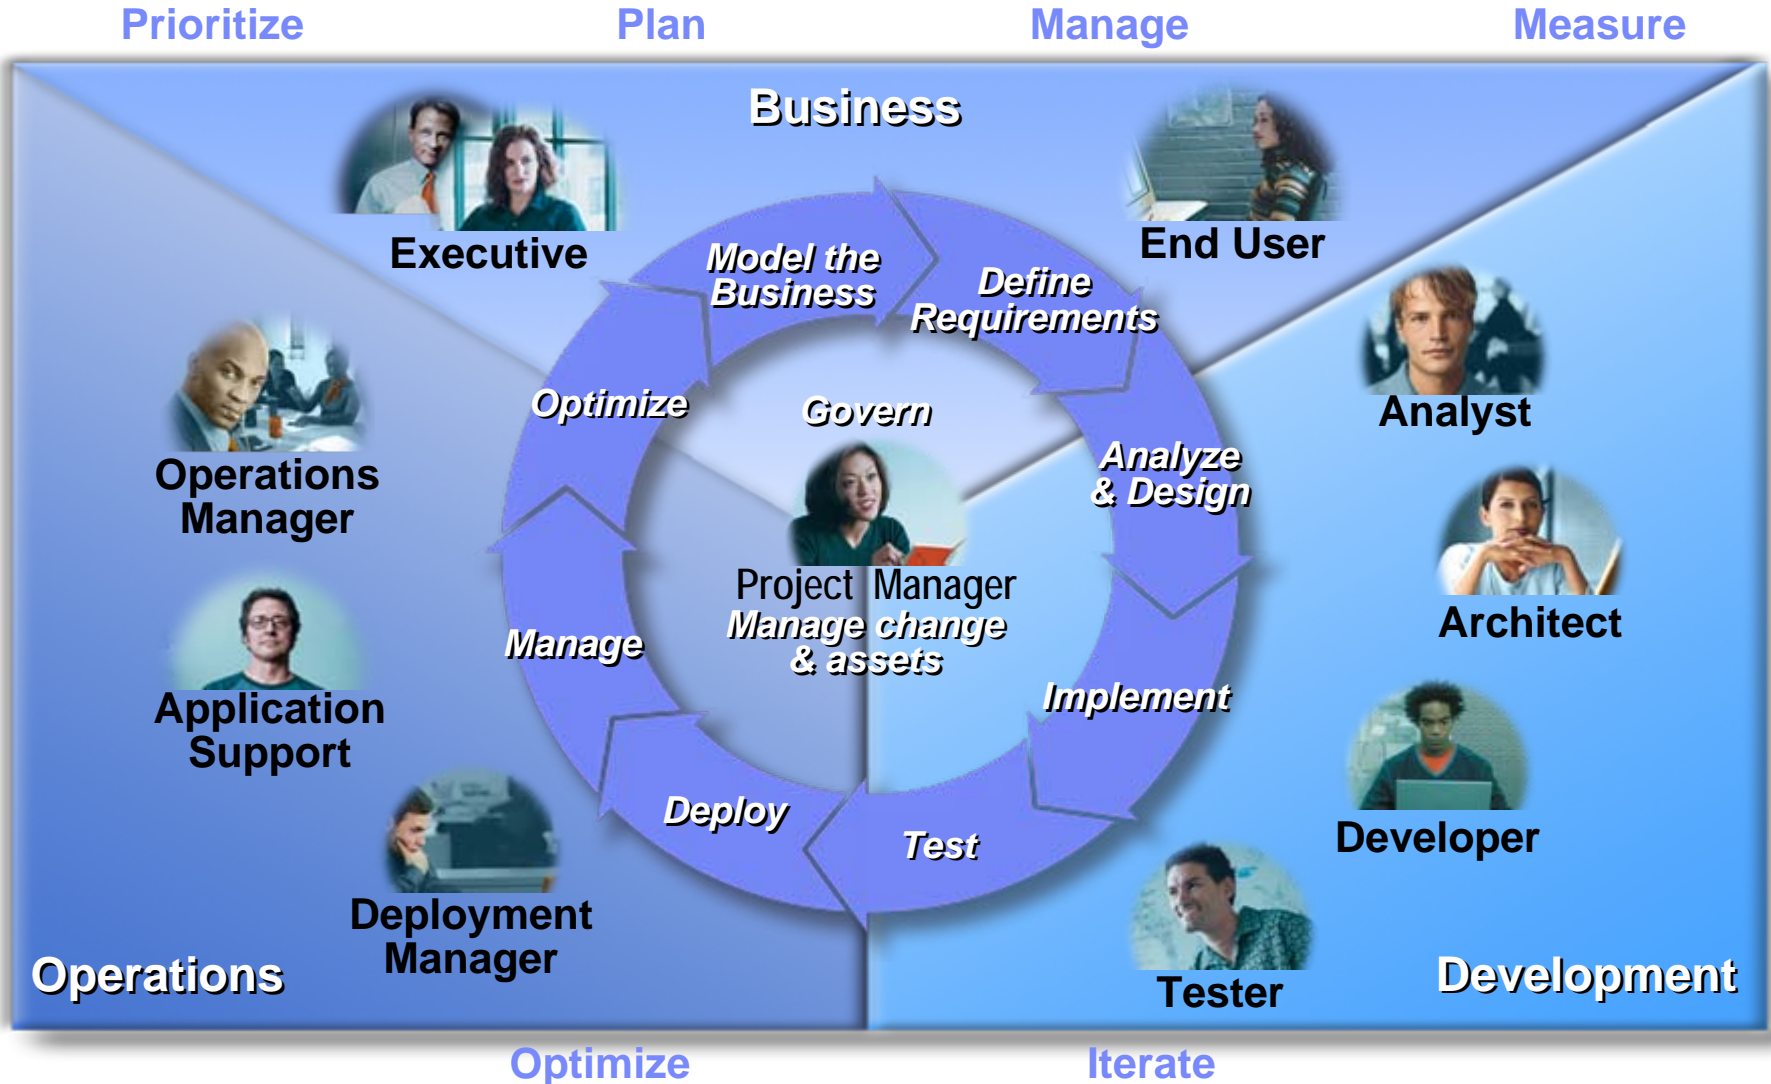 Prioritize Plan Manage Measure
Business
Executive
End User
Model the
Business
Define
Requirements
Optimize
Govern
Analyst
Analyze
& Design
Operations
Manager
Project Manager
Manage change
& assets
Architect
Manage
Application
Support
Implement
Deploy
Test
Developer
Deployment
Manager
Tester
Operations
Development
Optimize Iterate